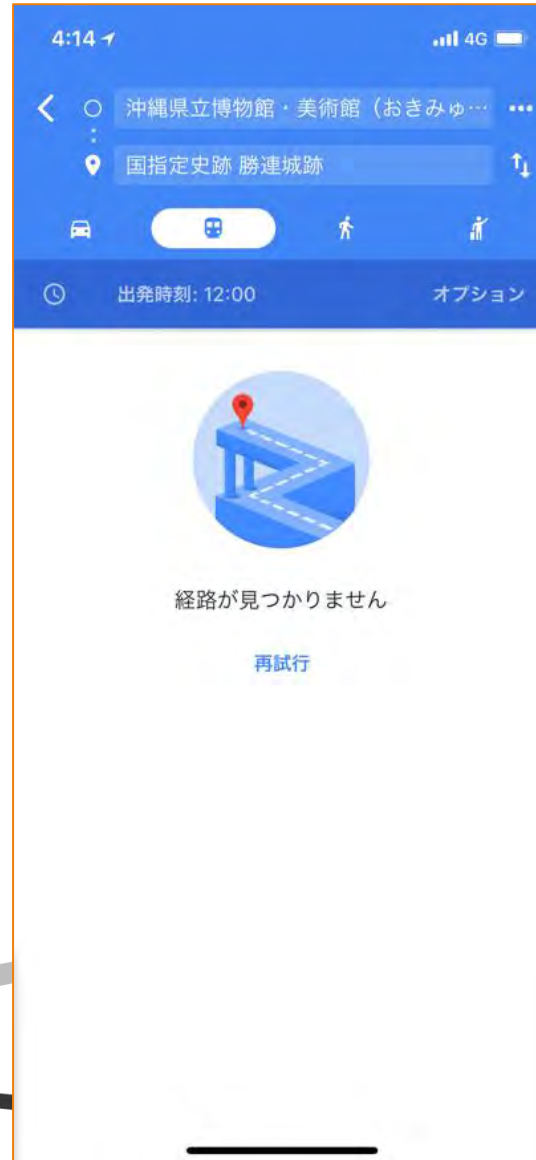 4:14
4G
沖縄県立博物館・美術館（おきみゅ…
国指定史跡 勝連城跡
出発時刻: 12:00 オプション
経路が見つかりません
再試行